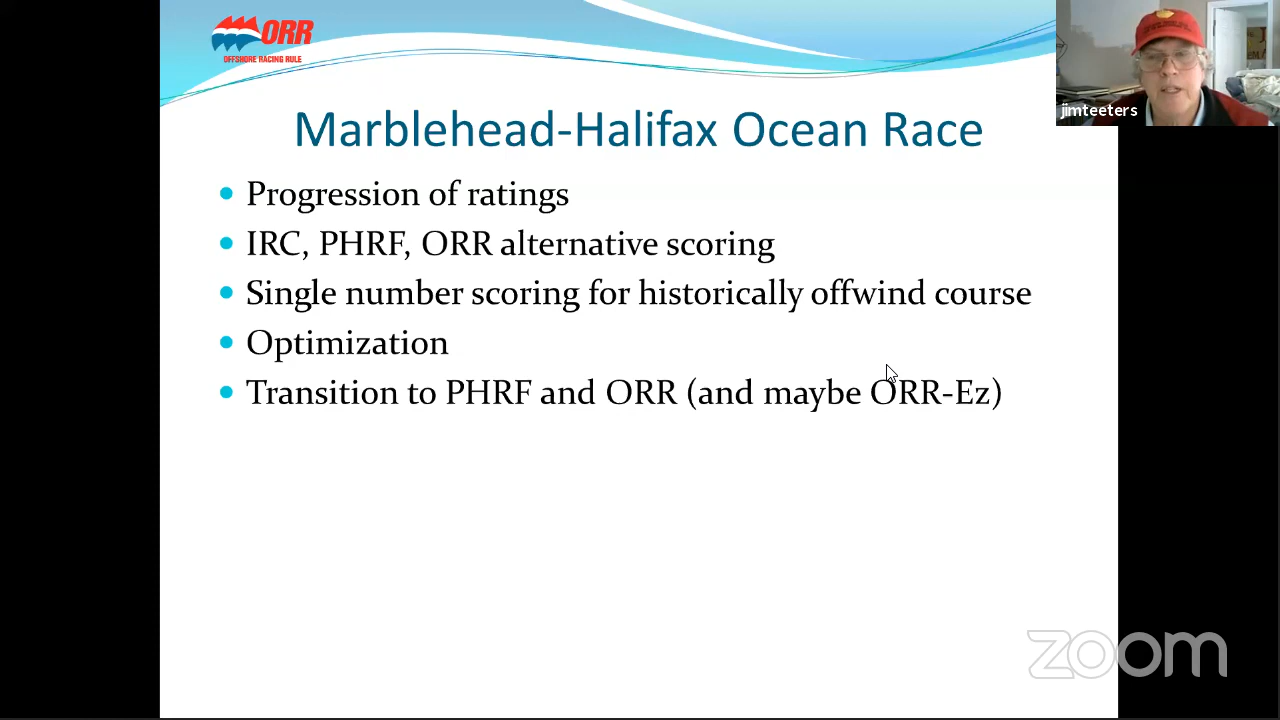 ORR
OFFSHORE RACING RULE
jimteeters
Marblehead-Halifax Ocean Race
Progression of ratings
IRC, PHRF, ORR alternative scoring
Single number scoring for historically offwind course
Optimization
Transition to PHRF and ORR (and maybe ORR-Ez)
zoom